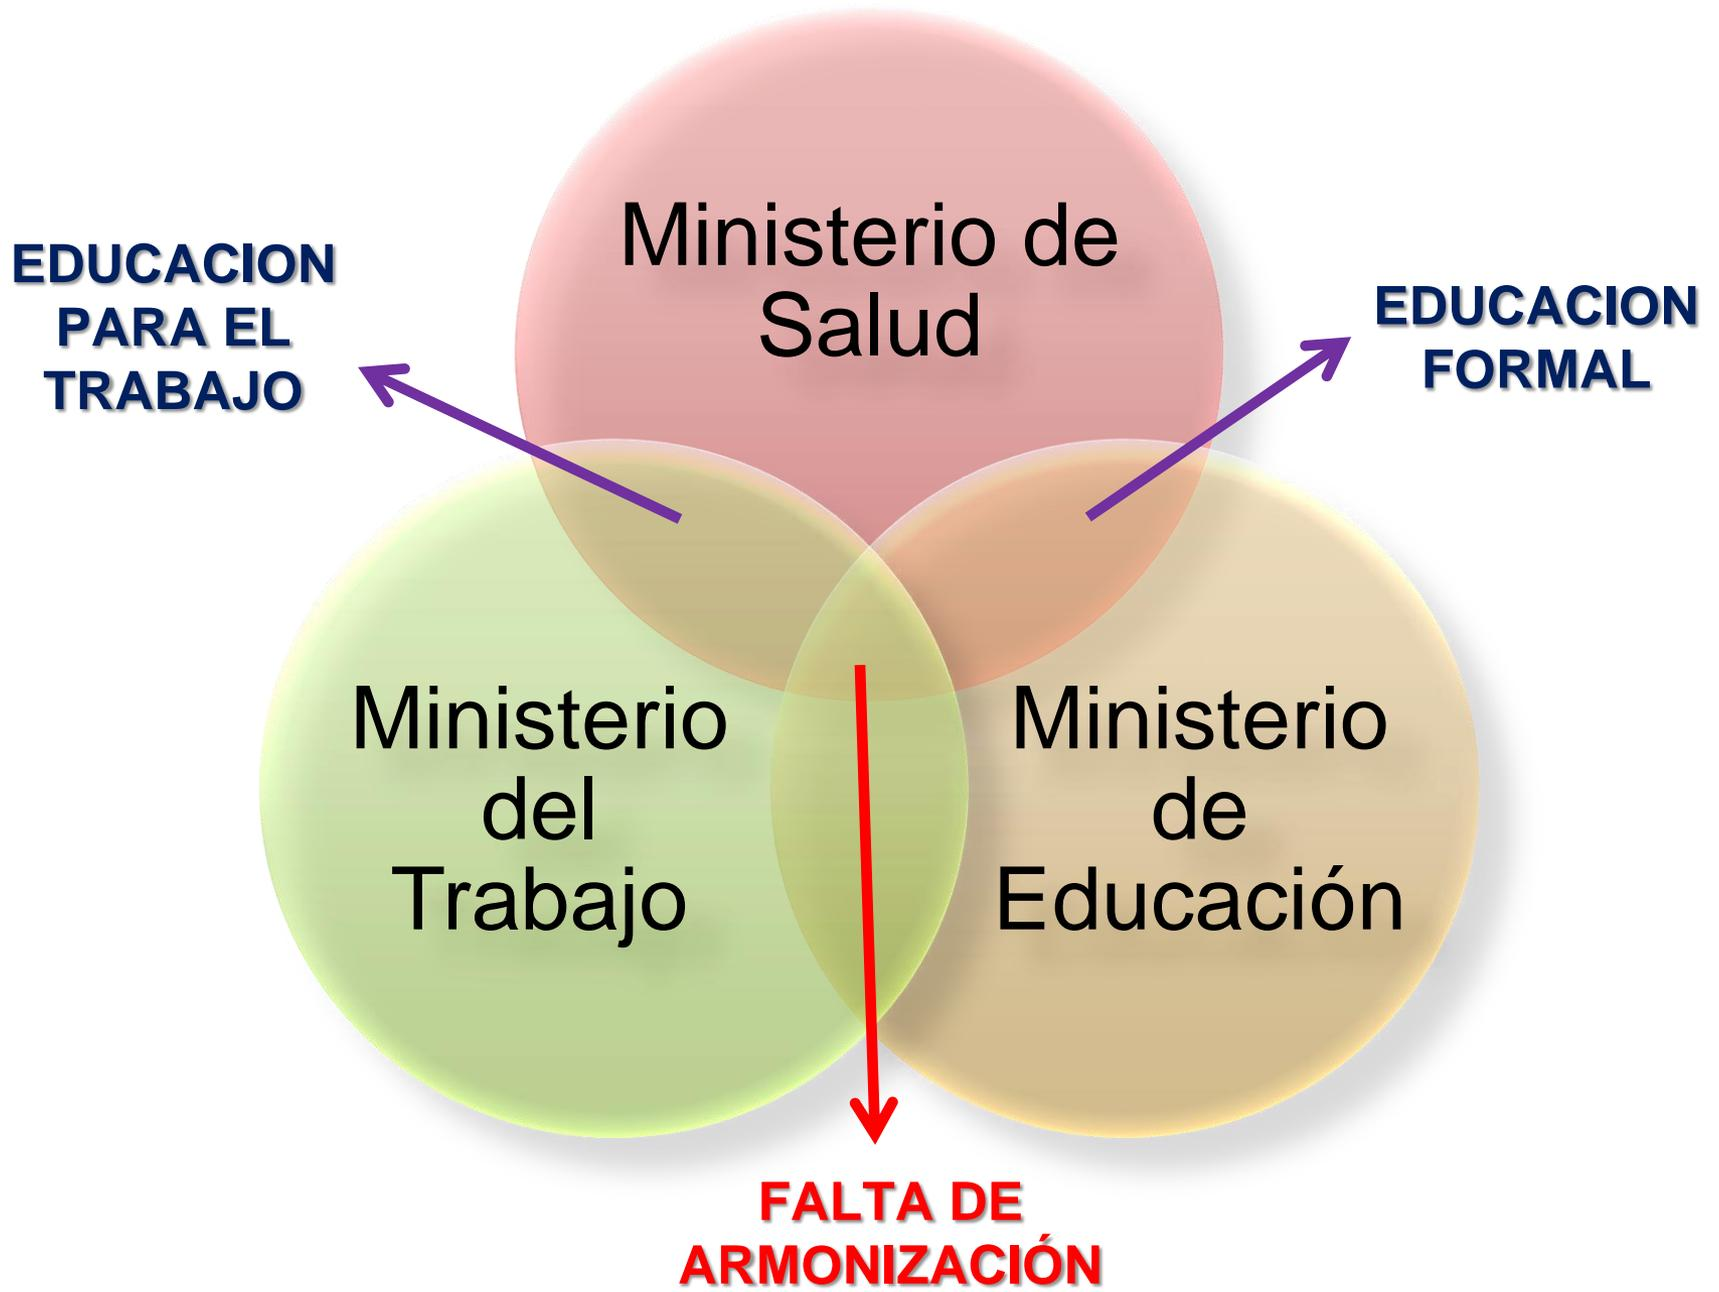 Ministerio de
Salud
EDUCACION
PARA EL
TRABAJO
EDUCACION
FORMAL
Ministerio
del
Trabajo
Ministerio
de
Educación
FALTA DE
ARMONIZACIÓN